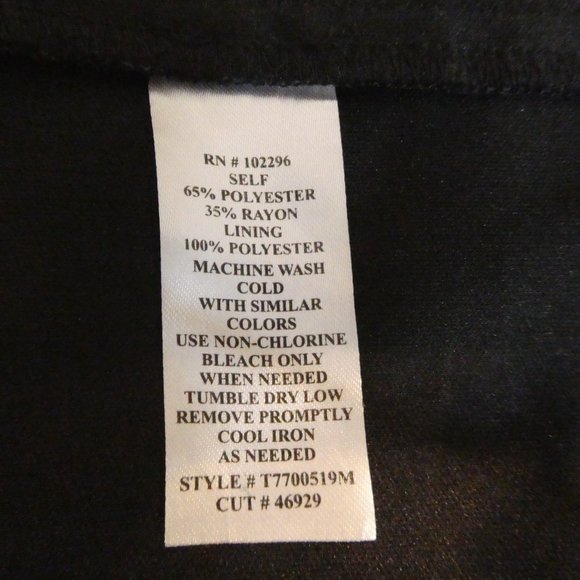 RN # 102296
SELF
65% POLYESTER
35% RAYON
LINING
100% POLYESTER
MACHINE WASH
COLD
WITH SIMILAR
COLORS
USE NON-CHLORINE
BLEACH ONLY
WHEN NEEDED
TUMBLE DRY LOW
REMOVE PROMPTLY
COOL IRON
AS NEEDED
STYLE # T7700519M
CUT # 46929